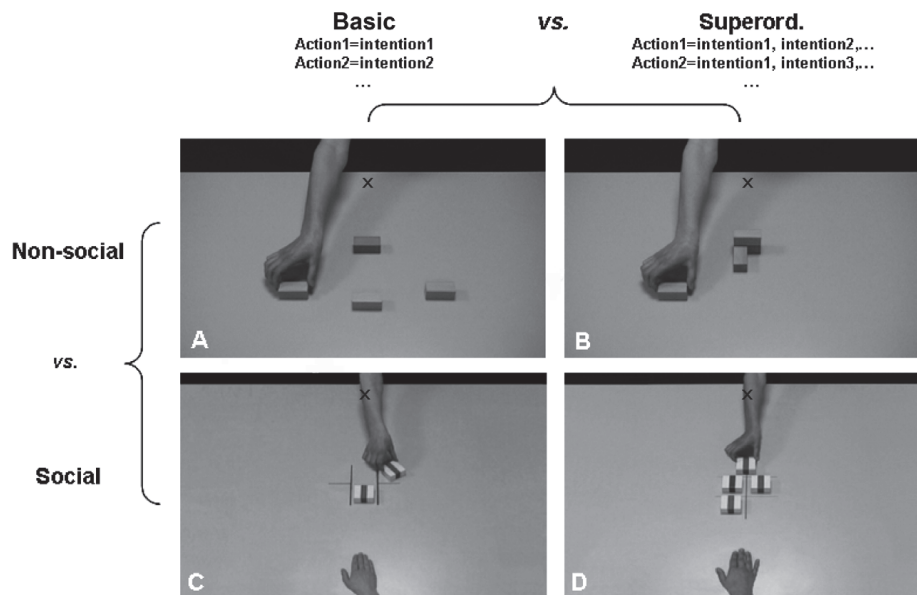 Basic vs. Superord.
Action1=intention1 Action1=intention1, intention2,...
Action2=intention2 Action2=intention1, intention3,...
... ...
Non-social
A B
vs.
Social
C D